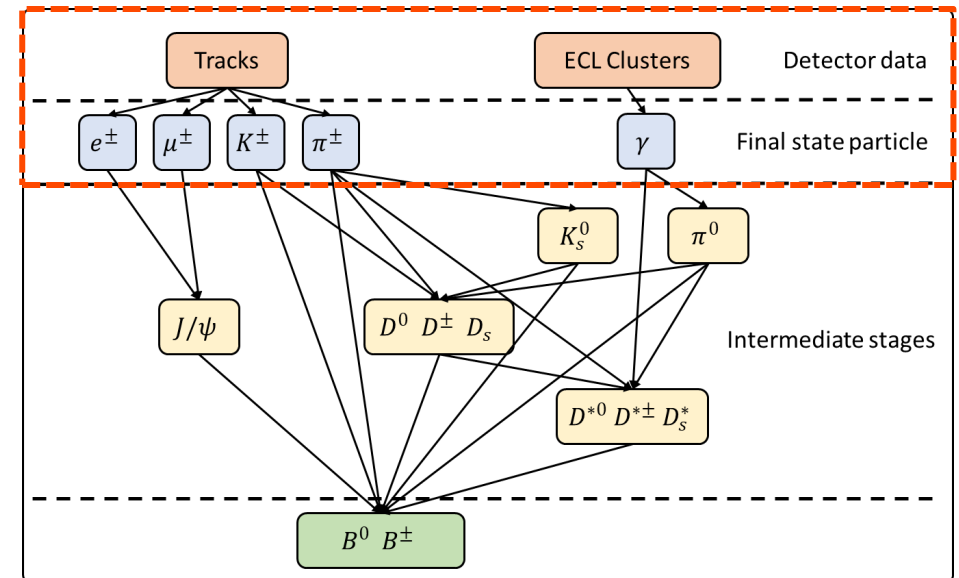 Tracks
ECL Clusters
Detector data
e±
μ±
K±
π±
γ
Final state particle
K_s^0
π^0
J/ψ
D^0 D^± D_s
Intermediate stages
D^{*0} D^{*±} D_s^*
B^0 B^±